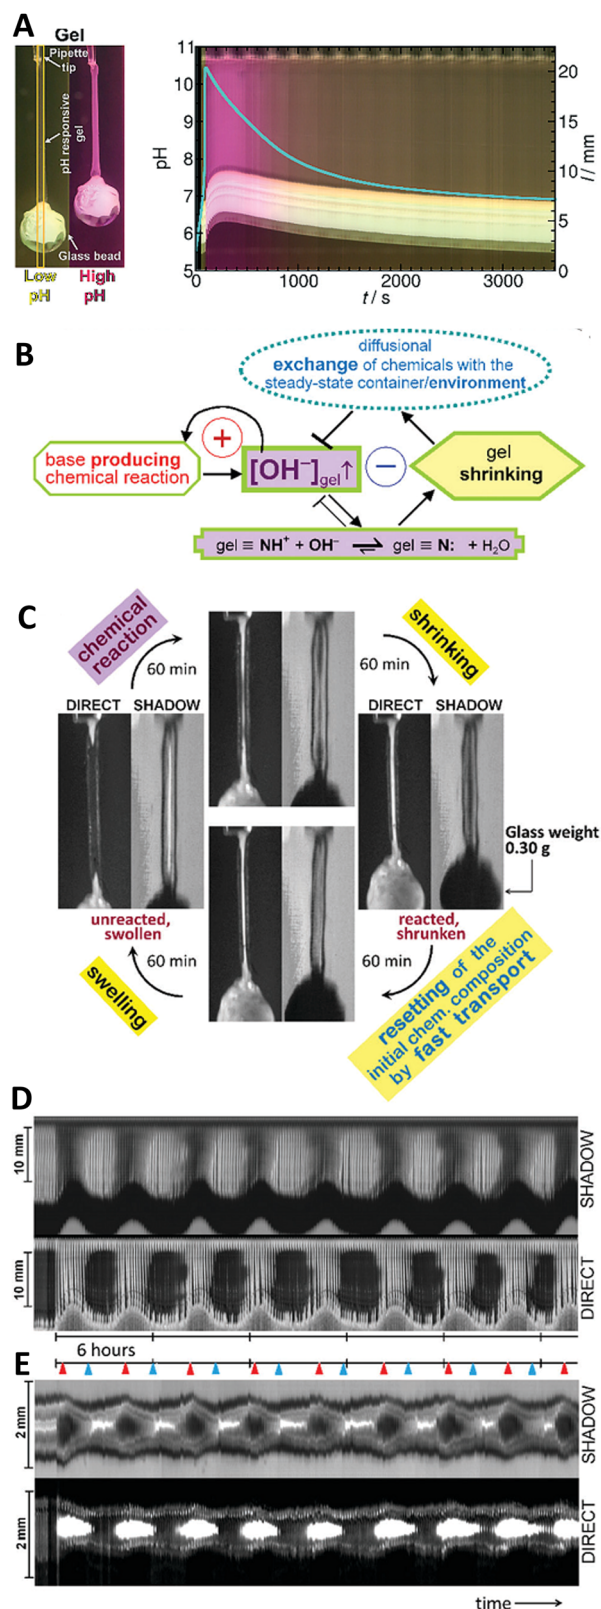 A
Gel
Pipette
tip
pH responsive
gel
Glass bead
Low
pH
High
pH
11
10
9
8
7
6
5
pH
20
15
10
5
0
l / mm
0
1000
2000
3000
t / s
B
diffusional
exchange of chemicals with the
steady-state container/environment
base producing
chemical reaction
+
[OH⁻]gel↑
−
gel
shrinking
gel ≡ NH⁺ + OH⁻ ⇌ gel ≡ N: + H₂O
C
chemical
reaction
60 min
60 min
shrinking
DIRECT SHADOW
DIRECT SHADOW
Glass weight
0.30 g
unreacted,
swollen
reacted,
shrunken
60 min
60 min
swelling
resetting of the
initial chem. composition
by fast transport
D
10 mm
SHADOW
10 mm
DIRECT
6 hours
E
2 mm
SHADOW
2 mm
DIRECT
time